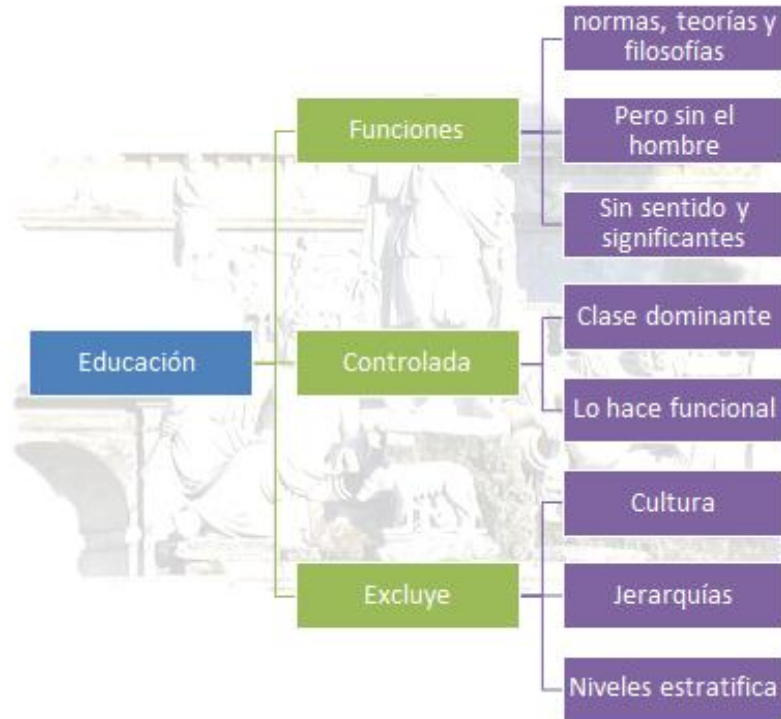 normas, teorías y
filosofías
Funciones
Pero sin el
hombre
Sin sentido y
significantes
Educación
Controlada
Clase dominante
Lo hace funcional
Excluye
Cultura
Jerarquías
Niveles estratifica